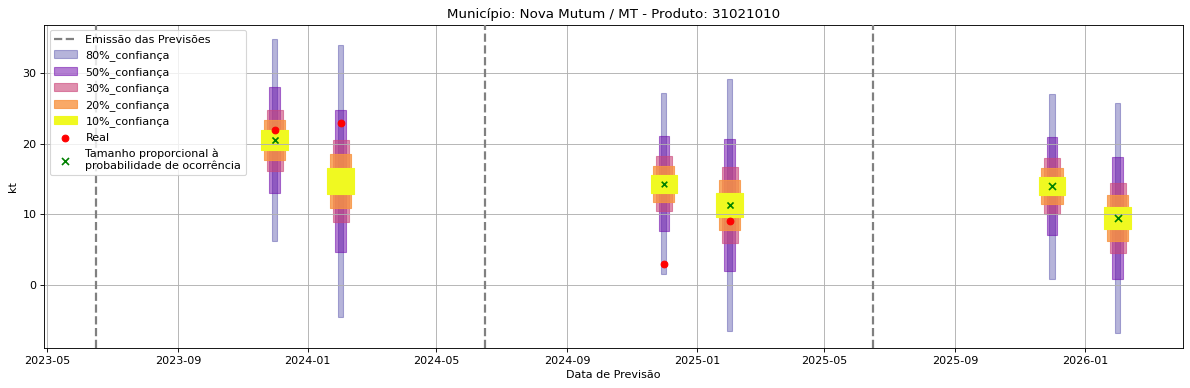 Município: Nova Mutum / MT - Produto: 31021010
Emissão das Previsões
80%_confiança
50%_confiança
30%_confiança
20%_confiança
10%_confiança
Real
Tamanho proporcional à
probabilidade de ocorrência
kt
30
20
10
0
2023-05 2023-09 2024-01 2024-05 2024-09 2025-01 2025-05 2025-09 2026-01
Data de Previsão